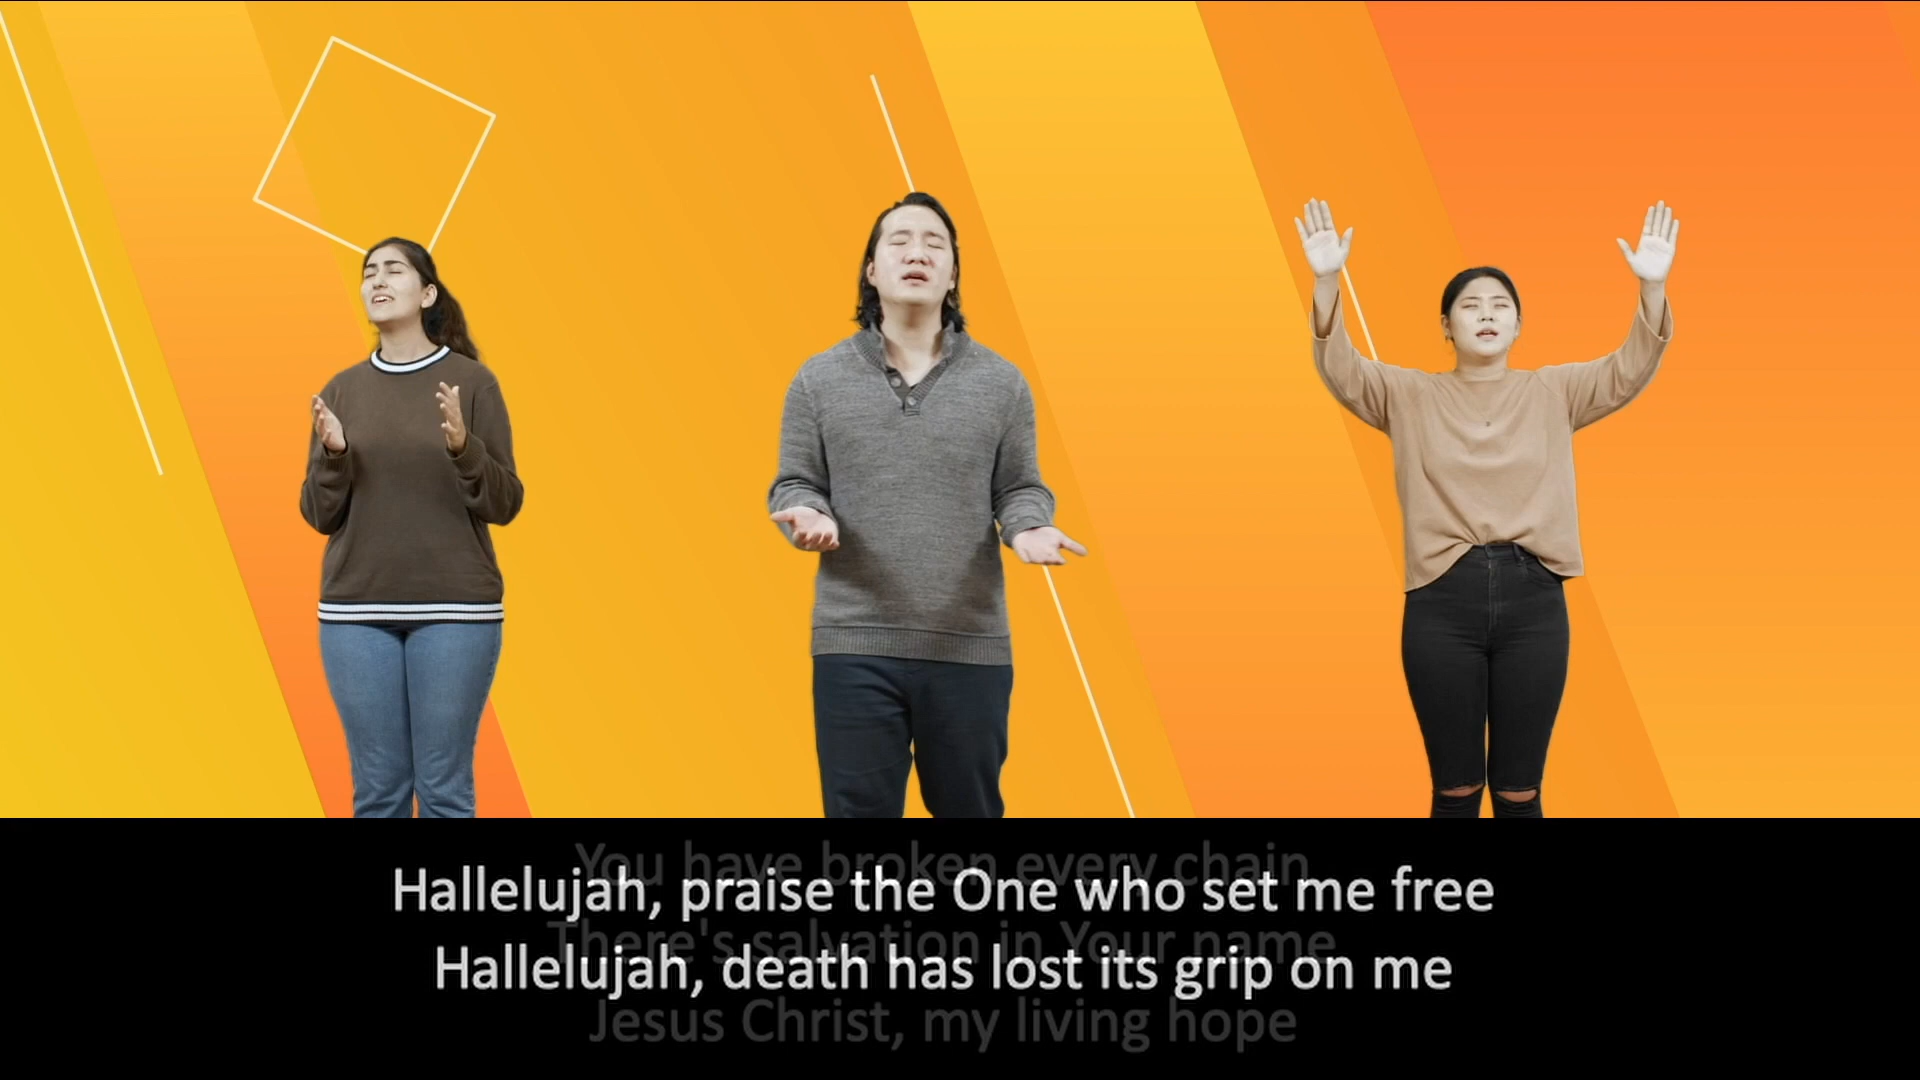 You have broken every chain
Hallelujah, praise the One who set me free
There's salvation in Your name
Hallelujah, death has lost its grip on me
Jesus Christ, my living hope